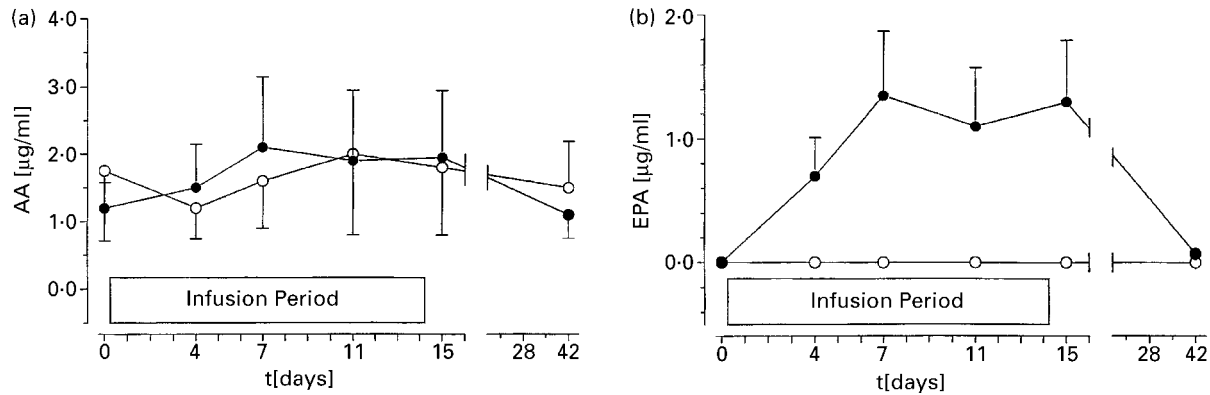 (a)
4·0
3·0
2·0
1·0
0·0
AA [µg/ml]
Infusion Period
0 4 7 11 15 28 42
t[days]
(b)
2·0
1·0
0·0
EPA [µg/ml]
Infusion Period
0 4 7 11 15 28 42
t[days]